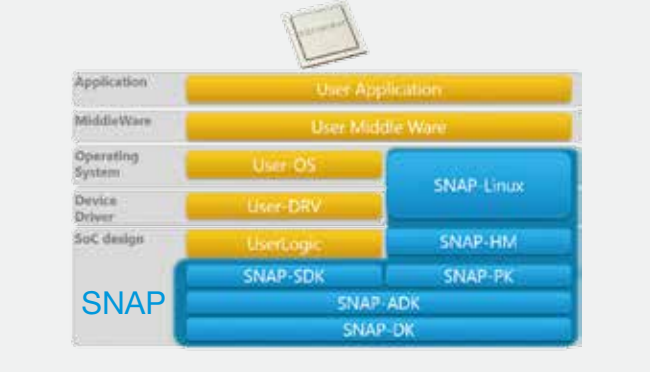 Application
User Application
MiddleWare
User Middle Ware
Operating
System
User-OS
SNAP-Linux
Device
Driver
User-DRV
SoC design
UserLogic
SNAP-HM
SNAP-SDK
SNAP-PK
SNAP
SNAP-ADK
SNAP-DK